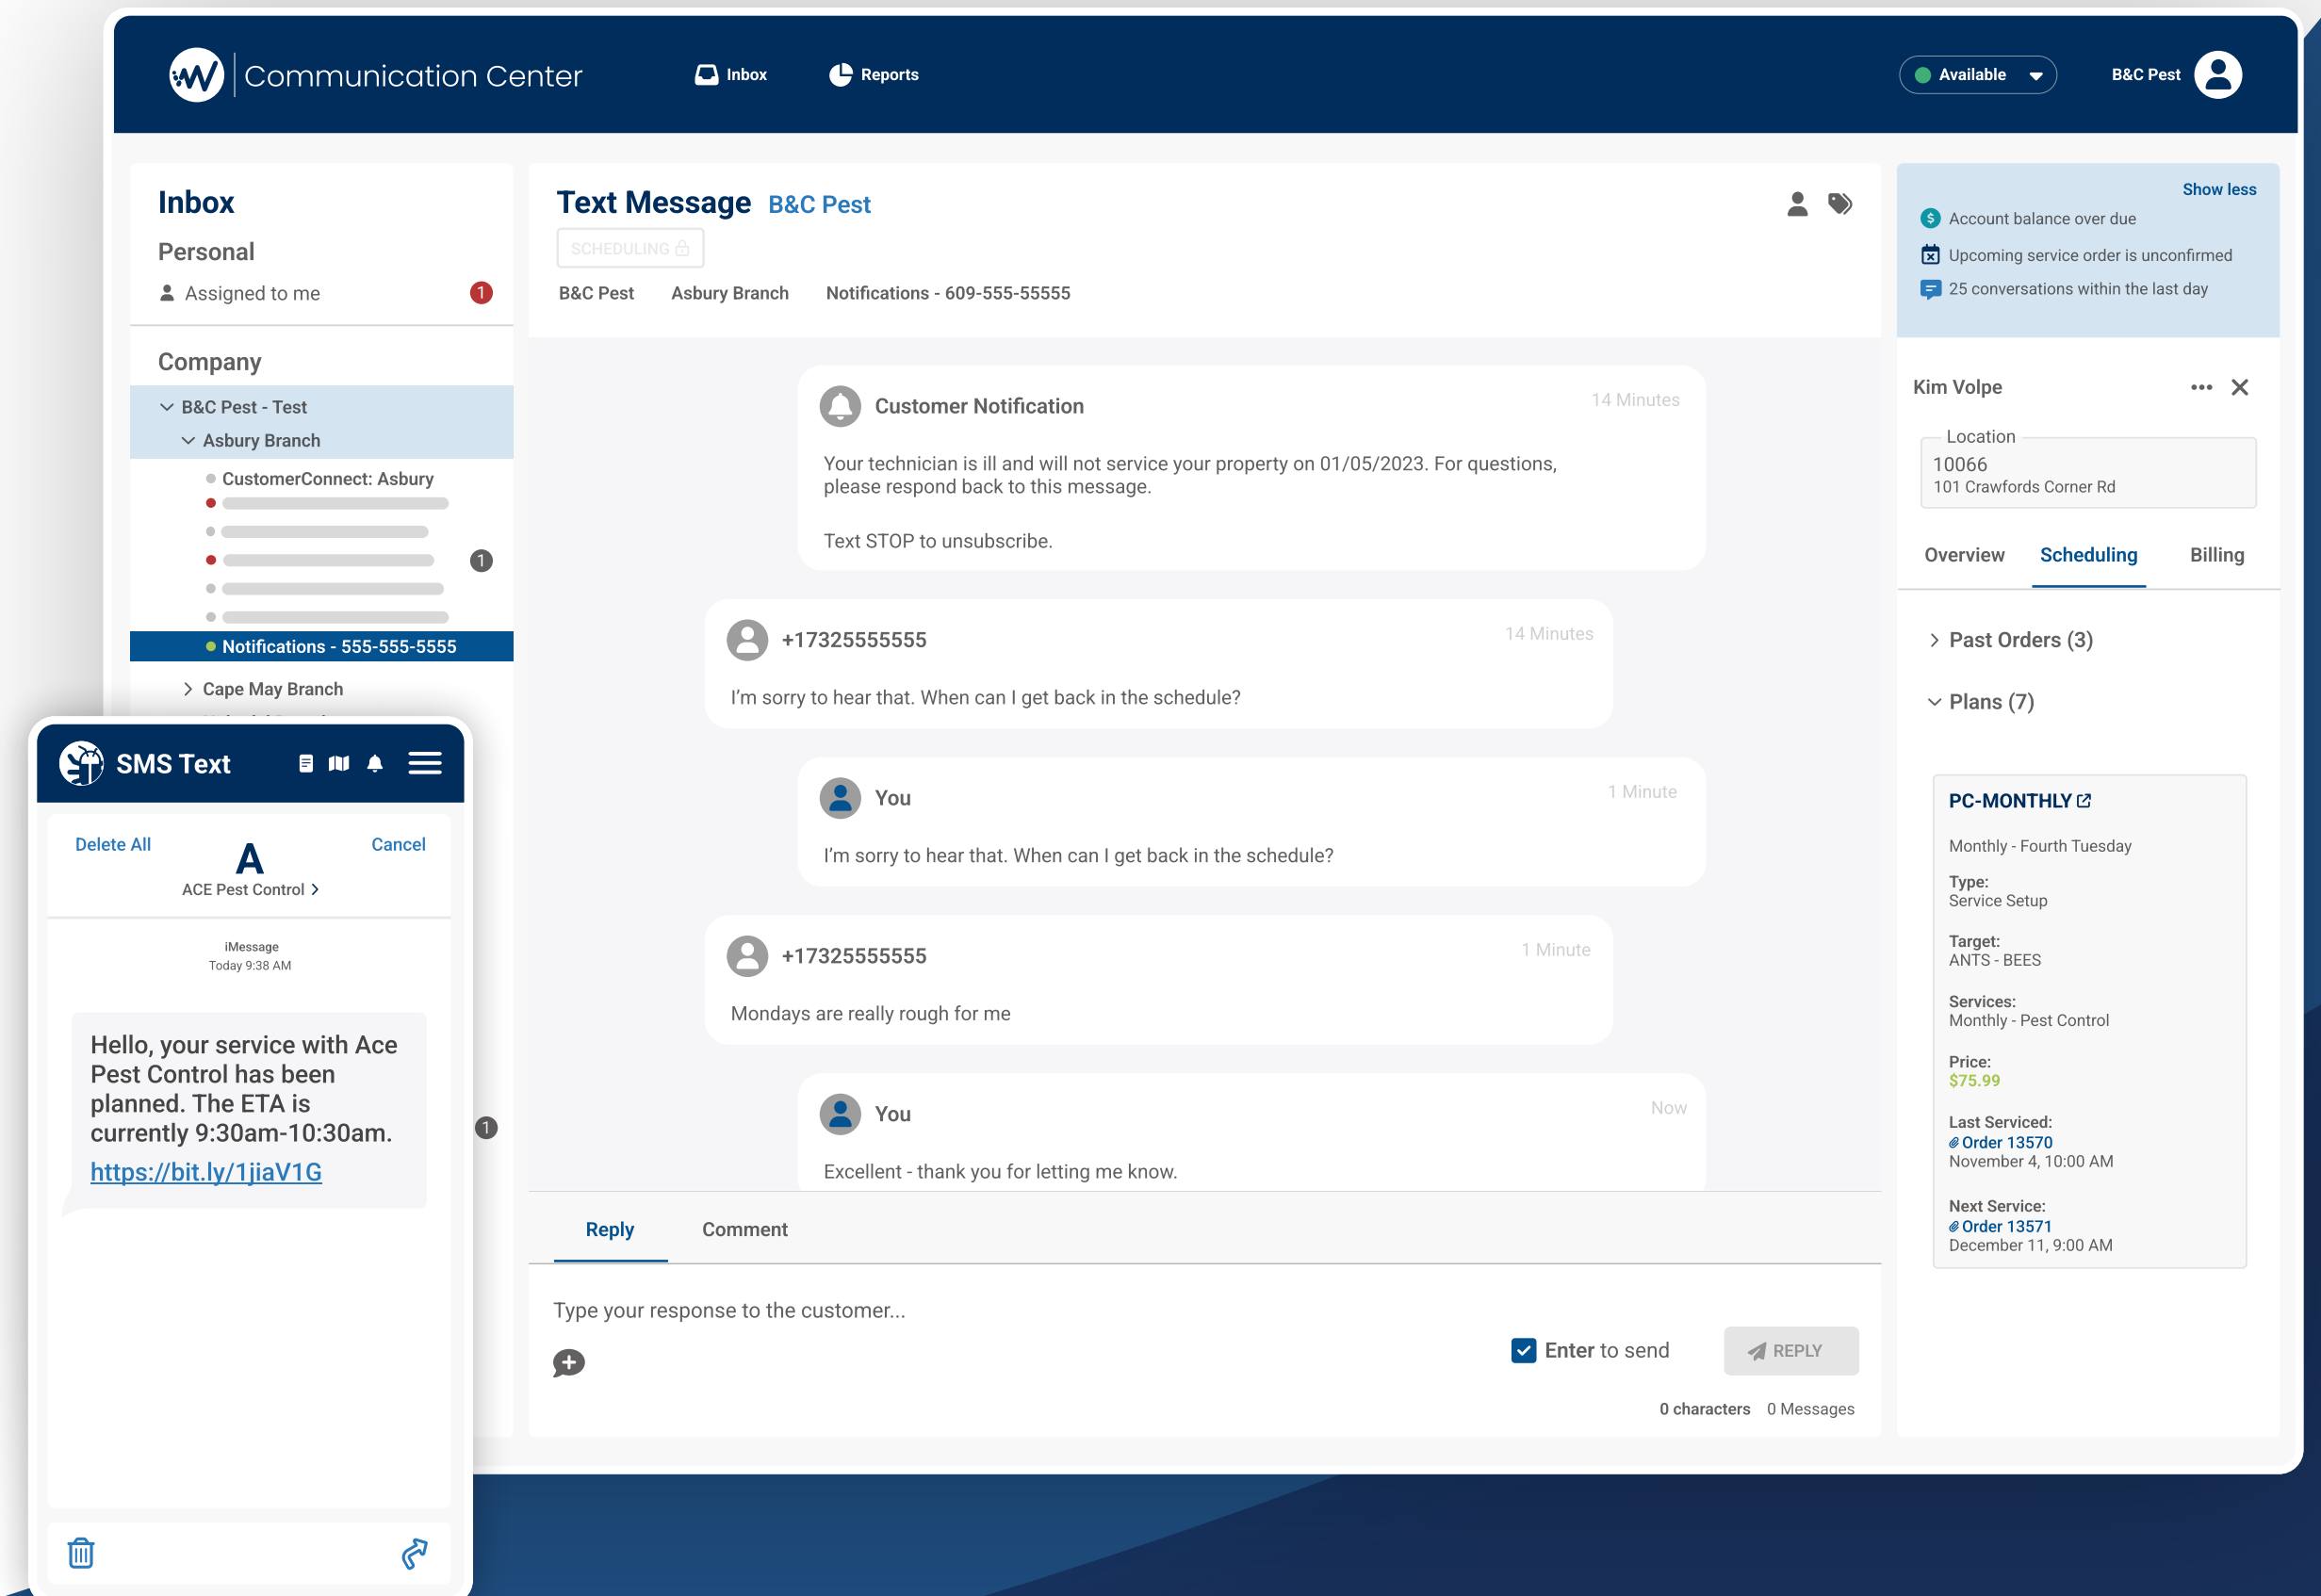 W Communication Center
Inbox
Reports
Available
B&C Pest
Inbox
Personal
Assigned to me
1
Company
B&C Pest - Test
Asbury Branch
CustomerConnect: Asbury
1
Notifications - 555-555-5555
Cape May Branch
1
Text Message B&C Pest
SCHEDULING
B&C Pest
Asbury Branch
Notifications - 609-555-55555
Customer Notification
14 Minutes
Your technician is ill and will not service your property on 01/05/2023. For questions,
please respond back to this message.
Text STOP to unsubscribe.
+17325555555
14 Minutes
I'm sorry to hear that. When can I get back in the schedule?
You
1 Minute
I'm sorry to hear that. When can I get back in the schedule?
+17325555555
1 Minute
Mondays are really rough for me
You
Now
Excellent - thank you for letting me know.
Reply
Comment
Type your response to the customer...
Enter to send
REPLY
0 characters
0 Messages
Show less
$ Account balance over due
Upcoming service order is unconfirmed
25 conversations within the last day
Kim Volpe
Location
10066
101 Crawfords Corner Rd
Overview
Scheduling
Billing
Past Orders (3)
Plans (7)
PC-MONTHLY
Monthly - Fourth Tuesday
Type:
Service Setup
Target:
ANTS - BEES
Services:
Monthly - Pest Control
Price:
$75.99
Last Serviced:
Order 13570
November 4, 10:00 AM
Next Service:
Order 13571
December 11, 9:00 AM
SMS Text
Delete All
A
Cancel
ACE Pest Control
iMessage
Today 9:38 AM
Hello, your service with Ace
Pest Control has been
planned. The ETA is
currently 9:30am-10:30am.
https://bit.ly/1jiaV1G